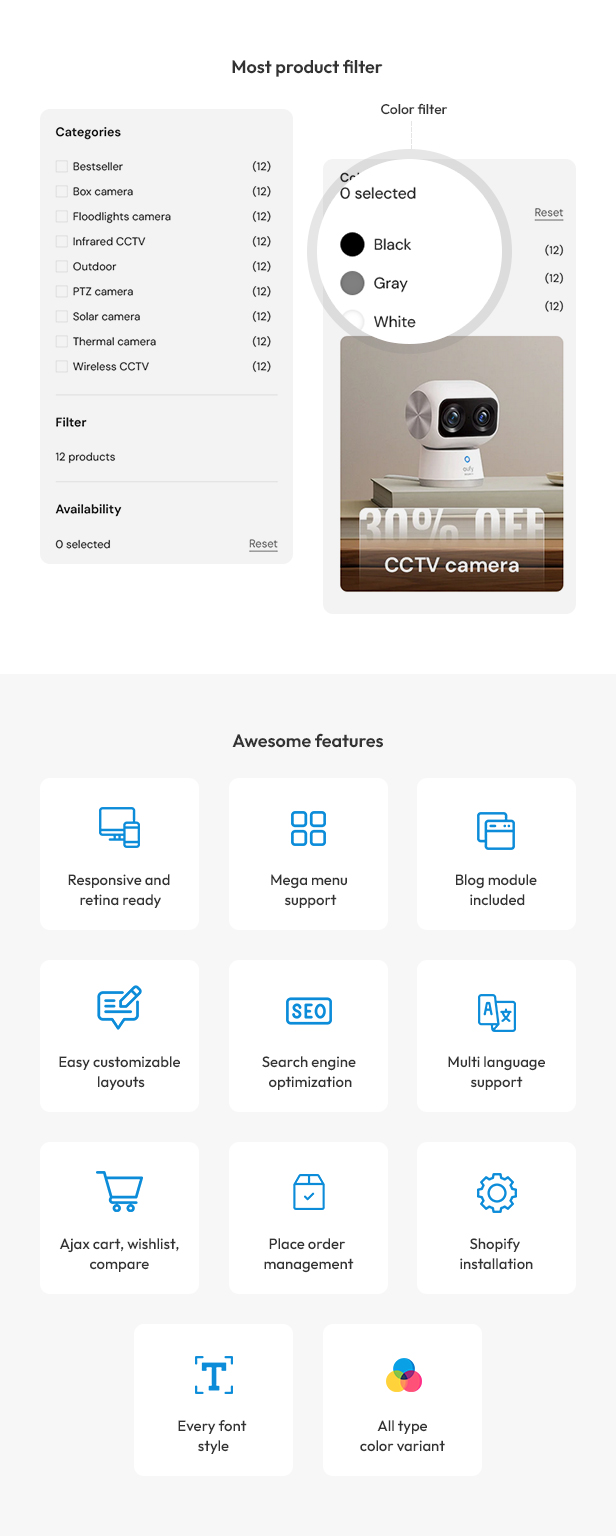 Most product filter
Categories
Bestseller (12)
Box camera (12)
Floodlights camera (12)
Infrared CCTV (12)
Outdoor (12)
PTZ camera (12)
Solar camera (12)
Thermal camera (12)
Wireless CCTV (12)
Filter
12 products
Availability
0 selected Reset
Color filter
0 selected
Reset
Black (12)
Gray (12)
White (12)
eufy
30% OFF
CCTV camera
Awesome features
Responsive and
retina ready
Mega menu
support
Blog module
included
Easy customizable
layouts
SEO
Search engine
optimization
A 文
Multi language
support
Ajax cart, wishlist,
compare
Place order
management
Shopify
installation
T
Every font
style
All type
color variant